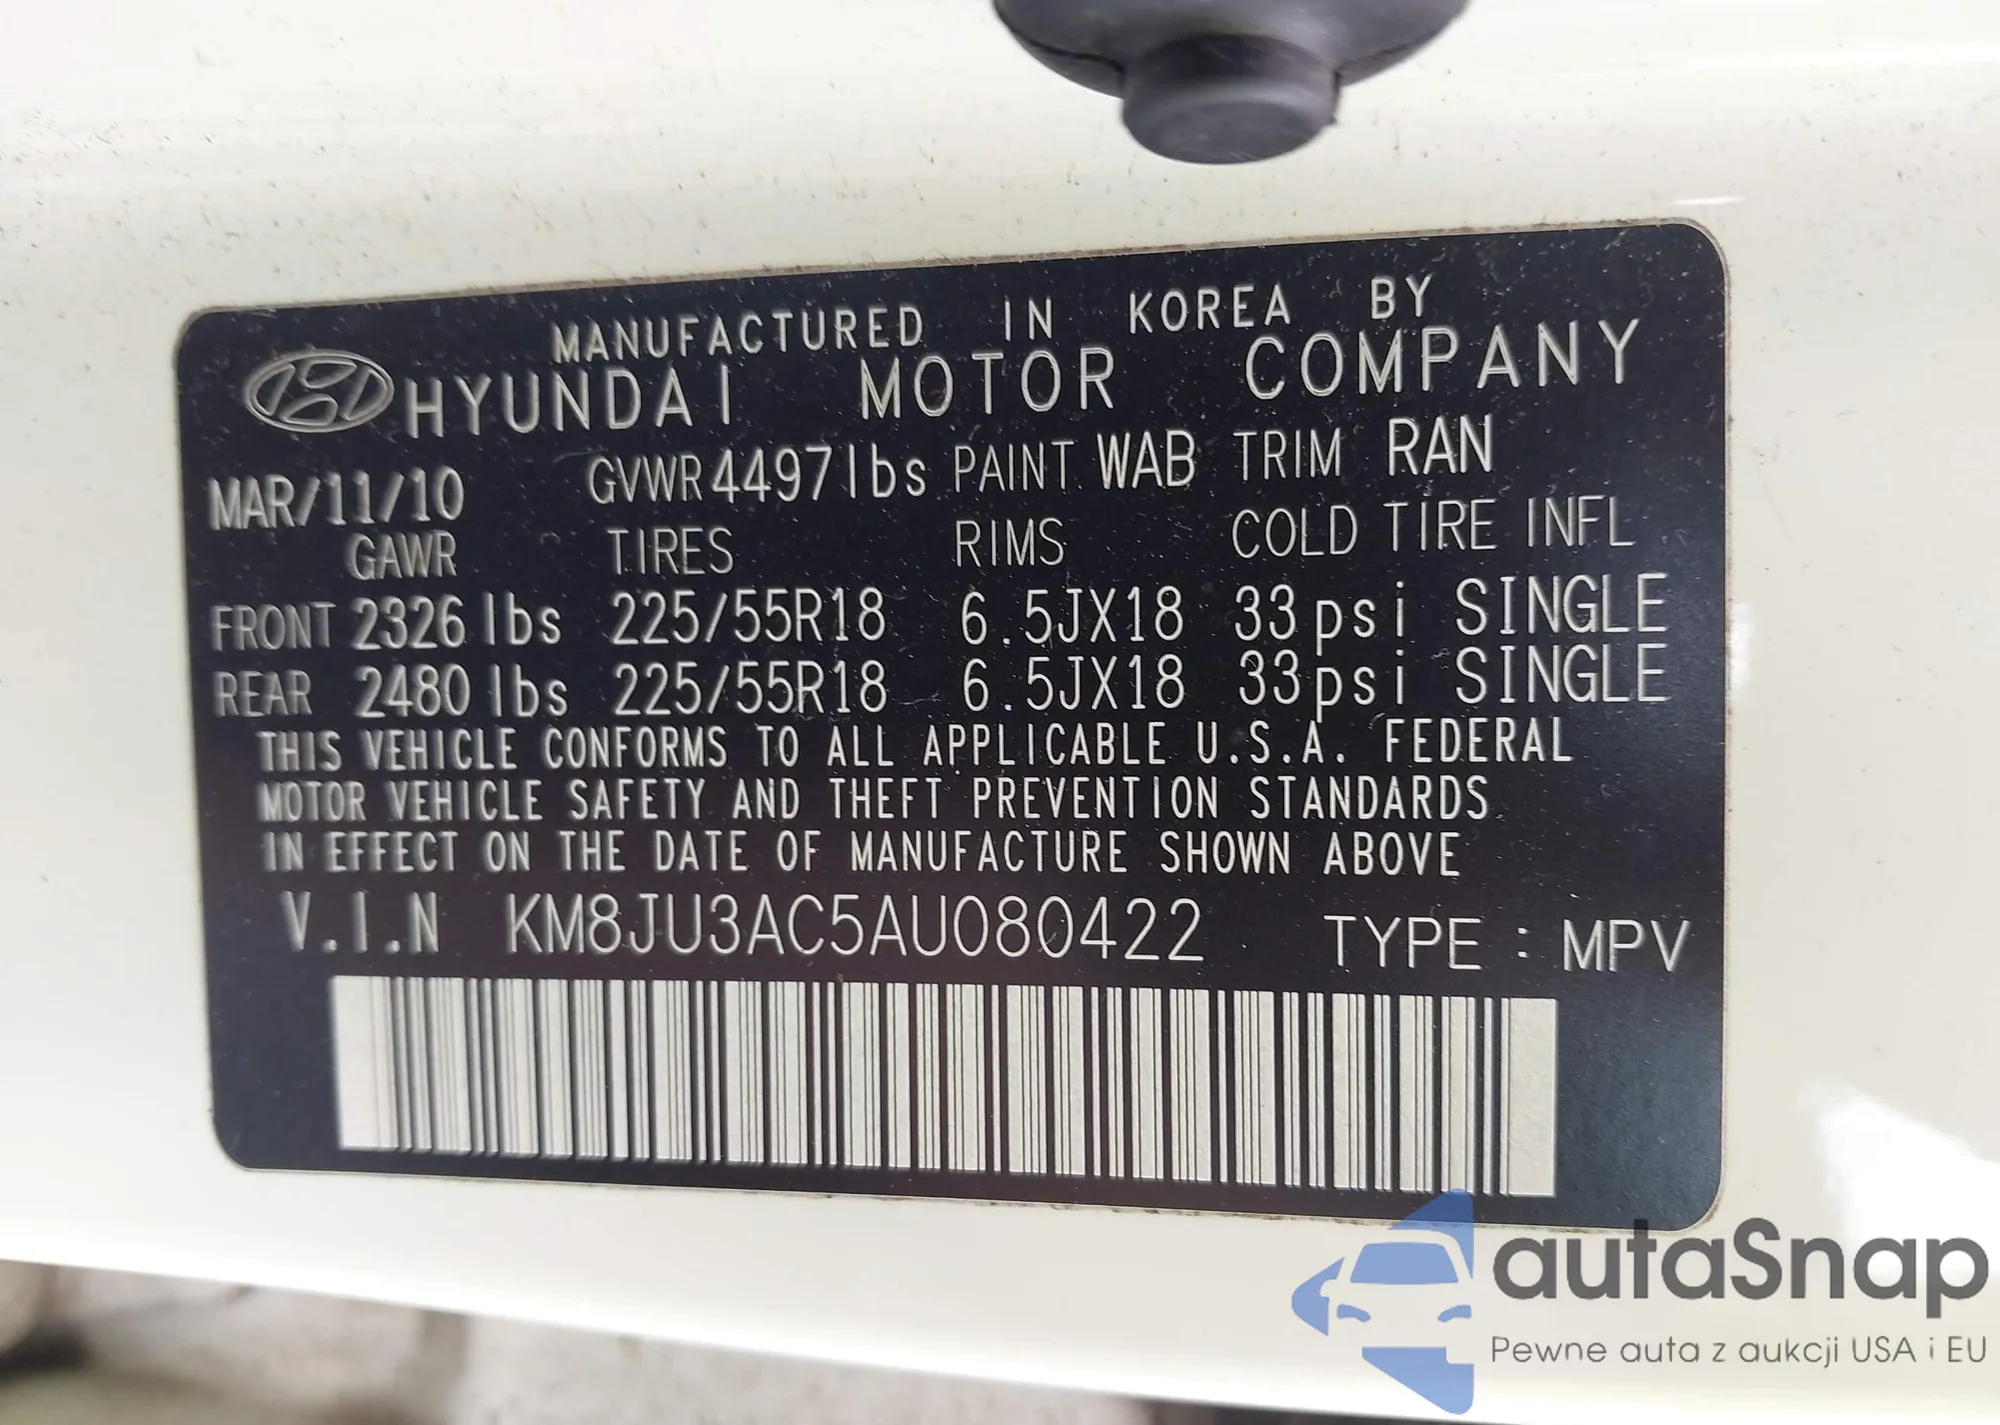 MANUFACTURED IN KOREA BY
HYUNDAI MOTOR COMPANY
MAR/11/10 GVWR 4497lbs PAINT WAB TRIM RAN
GAWR TIRES RIMS COLD TIRE INFL
FRONT 2326 lbs 225/55R18 6.5JX18 33psi SINGLE
REAR 2480 lbs 225/55R18 6.5JX18 33psi SINGLE
THIS VEHICLE CONFORMS TO ALL APPLICABLE U.S.A. FEDERAL
MOTOR VEHICLE SAFETY AND THEFT PREVENTION STANDARDS
IN EFFECT ON THE DATE OF MANUFACTURE SHOWN ABOVE
V.I.N KM8JU3AC5AU080422 TYPE : MPV
autaSnap
Pewne auta z aukcji USA i EU